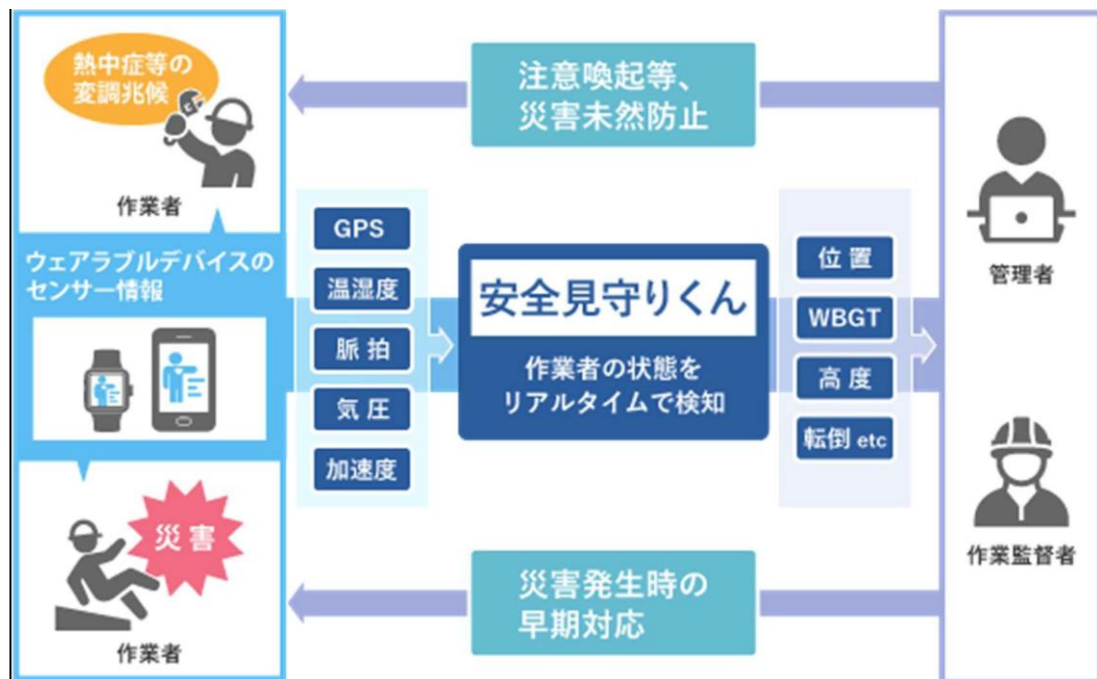 熱中症等の
変調兆候
作業者
ウェアラブルデバイスの
センサー情報
災害
作業者
注意喚起等、
災害未然防止
GPS
温湿度
脈拍
気圧
加速度
安全見守りくん
作業者の状態を
リアルタイムで検知
位置
WBGT
高度
転倒 etc
災害発生時の
早期対応
管理者
作業監督者